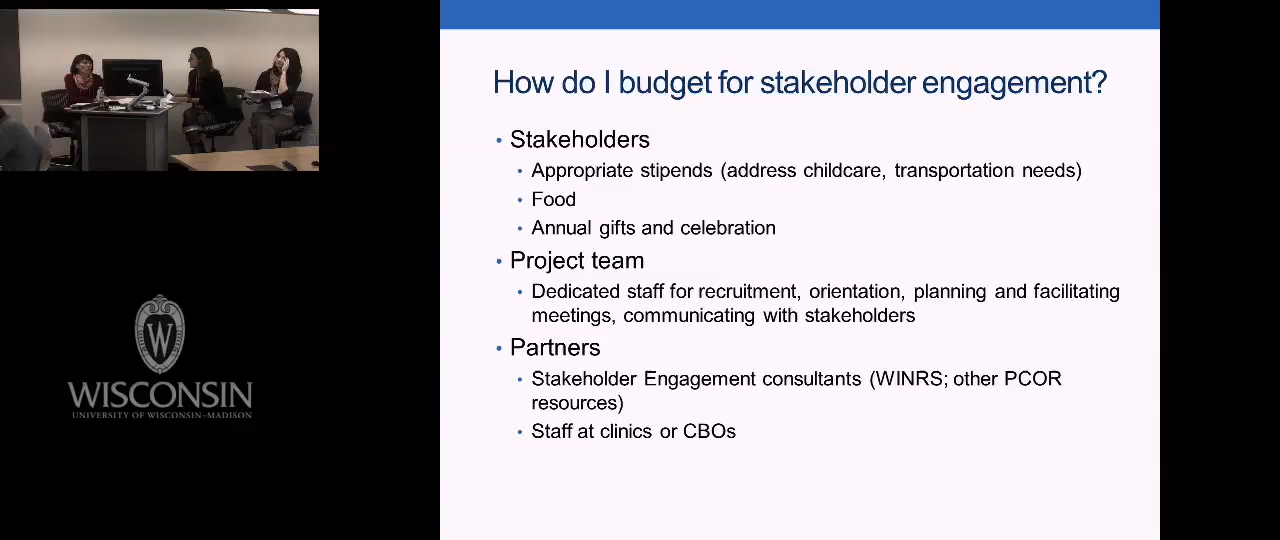 How do I budget for stakeholder engagement?
• Stakeholders
• Appropriate stipends (address childcare, transportation needs)
• Food
• Annual gifts and celebration
• Project team
• Dedicated staff for recruitment, orientation, planning and facilitating
meetings, communicating with stakeholders
• Partners
• Stakeholder Engagement consultants (WINRS; other PCOR
resources)
• Staff at clinics or CBOs
W
WISCONSIN
UNIVERSITY OF WISCONSIN–MADISON